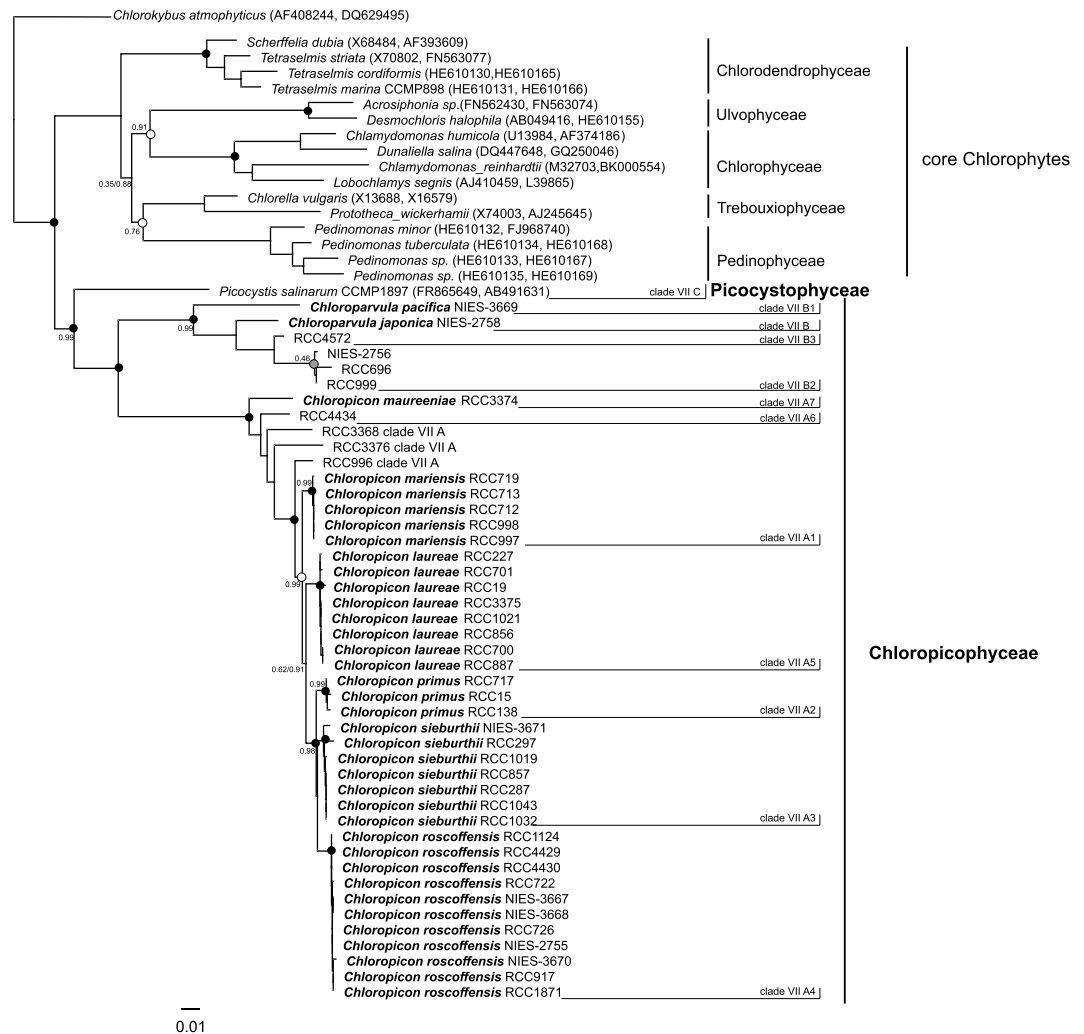 Chlorokybus atmophyticus (AF408244, DQ629495)
Scherffelia dubia (X68484, AF393609)
Tetraselmis striata (X70802, FN563077)
Tetraselmis cordiformis (HE610130,HE610165)
Tetraselmis marina CCMP898 (HE610131, HE610166)
Chlorodendrophyceae
Acrosiphonia sp.(FN562430, FN563074)
Desmochloris halophila (AB049416, HE610155)
Ulvophyceae
0.91
Chlamydomonas humicola (U13984, AF374186)
Dunaliella salina (DQ447648, GQ250046)
Chlamydomonas_reinhardtii (M32703,BK000554)
Lobochlamys segnis (AJ410459, L39865)
Chlorophyceae
core Chlorophytes
0.35/0.88
Chlorella vulgaris (X13688, X16579)
Prototheca_wickerhamii (X74003, AJ245645)
Trebouxiophyceae
0.76
Pedinomonas minor (HE610132, FJ968740)
Pedinomonas tuberculata (HE610134, HE610168)
Pedinomonas sp. (HE610133, HE610167)
Pedinomonas sp. (HE610135, HE610169)
Pedinophyceae
Picocystis salinarum CCMP1897 (FR865649, AB491631) clade VII C Picocystophyceae
Chloroparvula pacifica NIES-3669 clade VII B1
Chloroparvula japonica NIES-2758 clade VII B
0.99
0.99
RCC4572 clade VII B3
NIES-2756
0.46
RCC696
RCC999 clade VII B2
Chloropicon maureeniae RCC3374 clade VII A7
RCC4434 clade VII A6
RCC3368 clade VII A
RCC3376 clade VII A
RCC996 clade VII A
Chloropicon mariensis RCC719
0.99
Chloropicon mariensis RCC713
Chloropicon mariensis RCC712
Chloropicon mariensis RCC998
Chloropicon mariensis RCC997 clade VII A1
Chloropicon laureae RCC227
Chloropicon laureae RCC701
0.99
Chloropicon laureae RCC19
Chloropicon laureae RCC3375
Chloropicon laureae RCC1021
Chloropicon laureae RCC856
Chloropicon laureae RCC700
Chloropicon laureae RCC887 clade VII A5
Chloropicophyceae
0.62/0.91
Chloropicon primus RCC717
0.99
Chloropicon primus RCC15
Chloropicon primus RCC138 clade VII A2
Chloropicon sieburthii NIES-3671
Chloropicon sieburthii RCC297
0.98
Chloropicon sieburthii RCC1019
Chloropicon sieburthii RCC857
Chloropicon sieburthii RCC287
Chloropicon sieburthii RCC1043
Chloropicon sieburthii RCC1032 clade VII A3
Chloropicon roscoffensis RCC1124
Chloropicon roscoffensis RCC4429
Chloropicon roscoffensis RCC4430
Chloropicon roscoffensis RCC722
Chloropicon roscoffensis NIES-3667
Chloropicon roscoffensis NIES-3668
Chloropicon roscoffensis RCC726
Chloropicon roscoffensis NIES-2755
Chloropicon roscoffensis NIES-3670
Chloropicon roscoffensis RCC917
Chloropicon roscoffensis RCC1871 clade VII A4
0.01